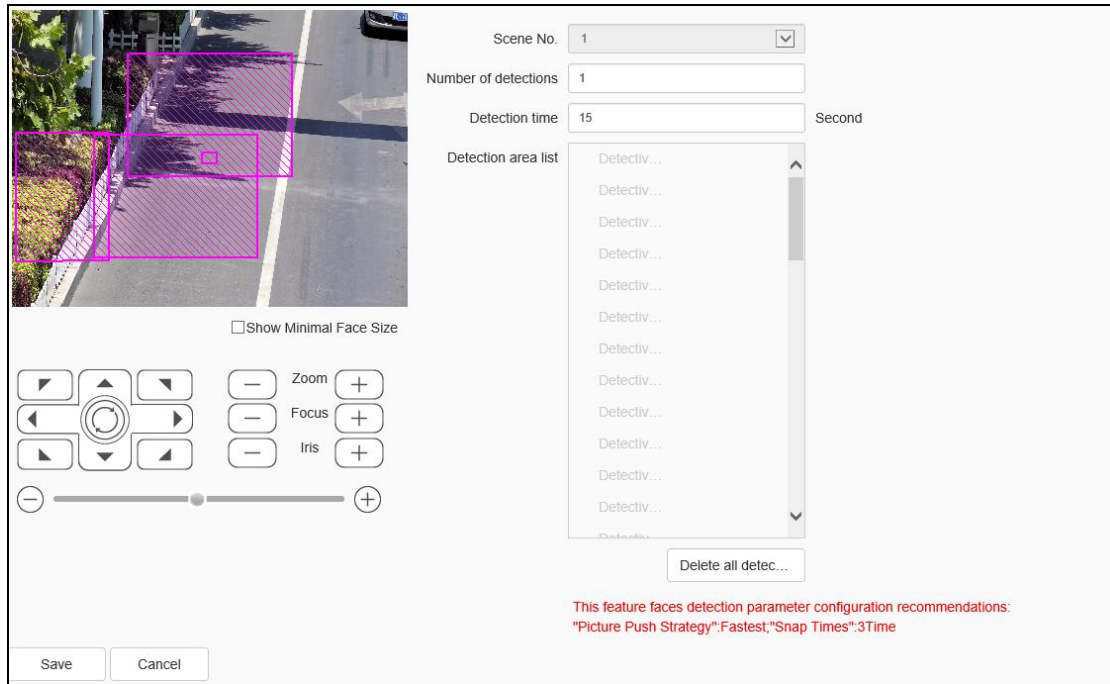 Scene No. 1
Number of detections 1
Detection time 15 Second
Detection area list Detectiv...
Detectiv...
Detectiv...
Detectiv...
Detectiv...
Detectiv...
Detectiv...
Detectiv...
Detectiv...
Detectiv...
Detectiv...
Detectiv...
Show Minimal Face Size
Zoom
Focus
Iris
Delete all detec...
This feature faces detection parameter configuration recommendations:
"Picture Push Strategy":Fastest;"Snap Times":3Time
Save Cancel